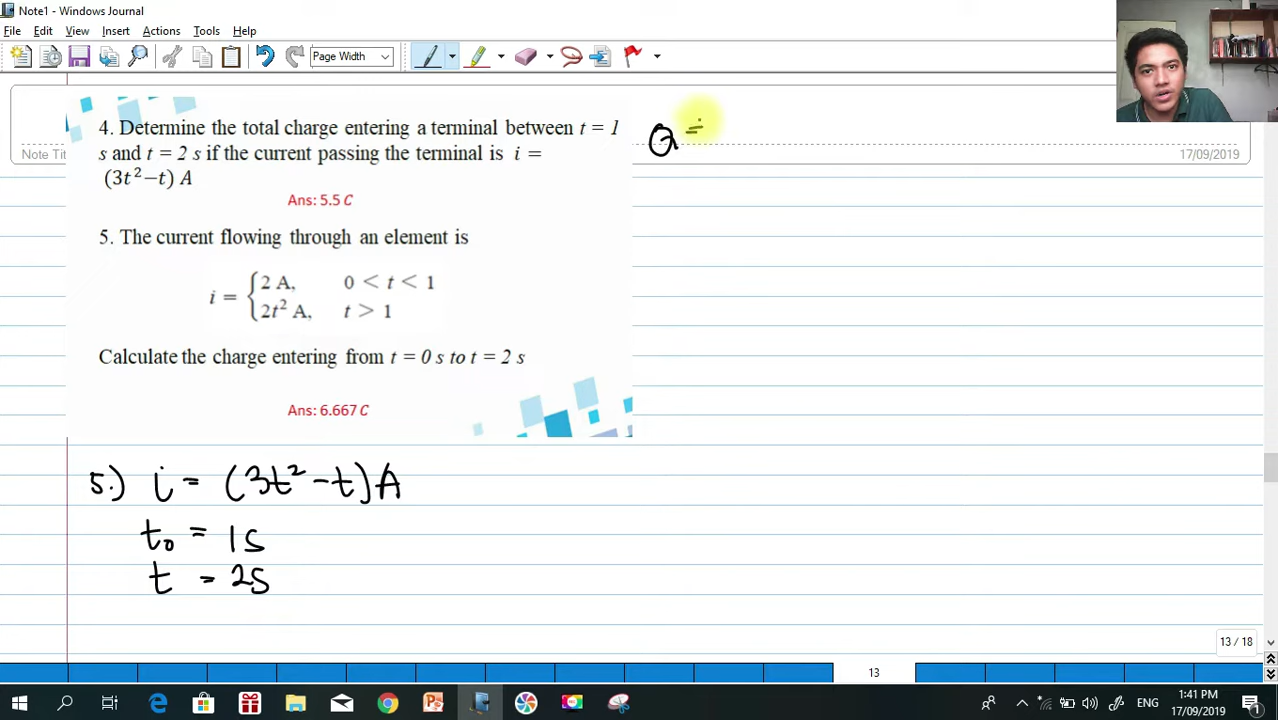 Note1 - Windows Journal
File Edit View Insert Actions Tools Help
Page Width
4. Determine the total charge entering a terminal between t = 1
s and t = 2 s if the current passing the terminal is i =
(3t²−t) A
Ans: 5.5 C
Q =
Note Tit
17/09/2019
5. The current flowing through an element is
i = {2 A, 0 < t < 1
2t² A, t > 1
Calculate the charge entering from t = 0 s to t = 2 s
Ans: 6.667 C
5.) i = (3t² - t)A
t₀ = 1s
t = 2s
13 / 18
13
ENG
1:41 PM
17/09/2019
1